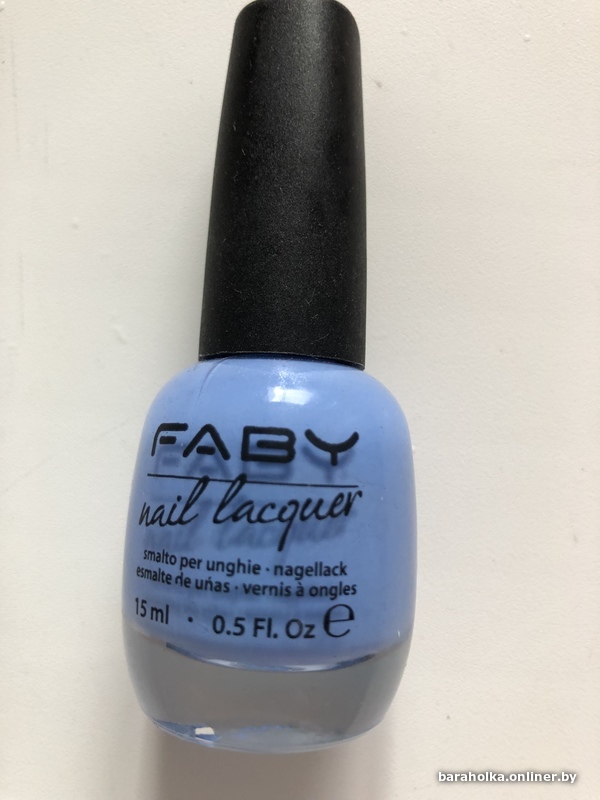 FABY
nail lacquer
smalto per unghie · nagellack
esmalte de uñas · vernis à ongles
15 ml · 0.5 Fl. Oz ℮
baraholka.onliner.by